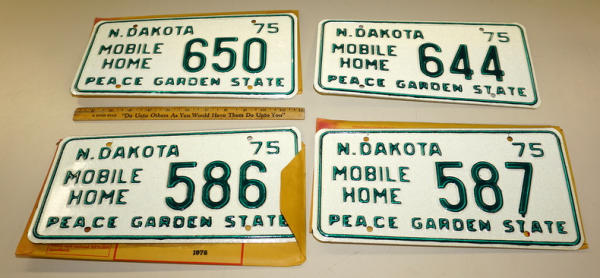 N. DAKOTA 75
MOBILE HOME 650
PEACE GARDEN STATE
N. DAKOTA 75
MOBILE HOME 644
PEACE GARDEN STATE
"Do Unto Others As You Would Have Them Do Unto You"
N. DAKOTA 75
MOBILE HOME 586
PEACE GARDEN STATE
N. DAKOTA 75
MOBILE HOME 587
PEACE GARDEN STATE
1976